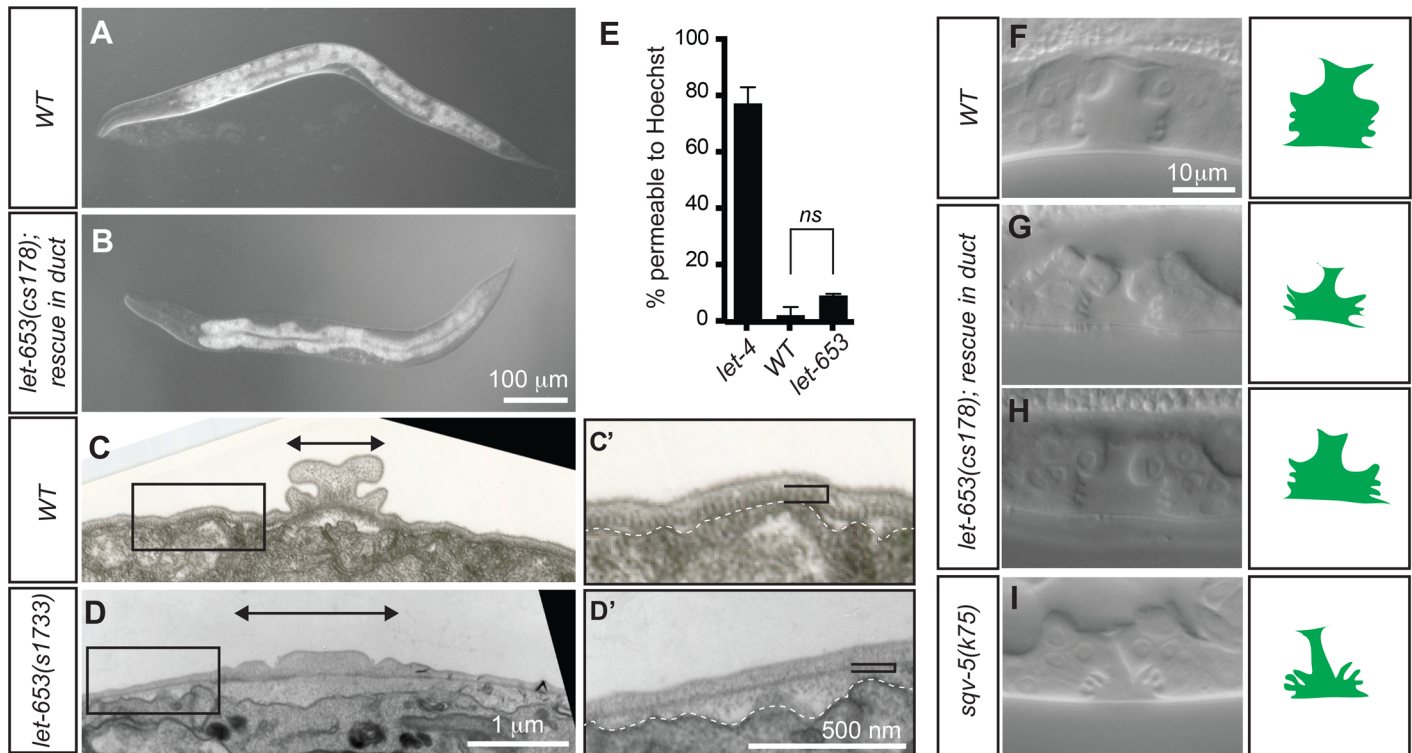 A
WT
B
let-653(cs178);
rescue in duct
100 μm
C
WT
C'
D
let-653(s1733)
1 μm
D'
500 nm
E
% permeable to Hoechst
100
80
60
40
20
0
ns
let-4
WT
let-653
F
WT
10μm
G
let-653(cs178); rescue in duct
H
I
sqv-5(k75)